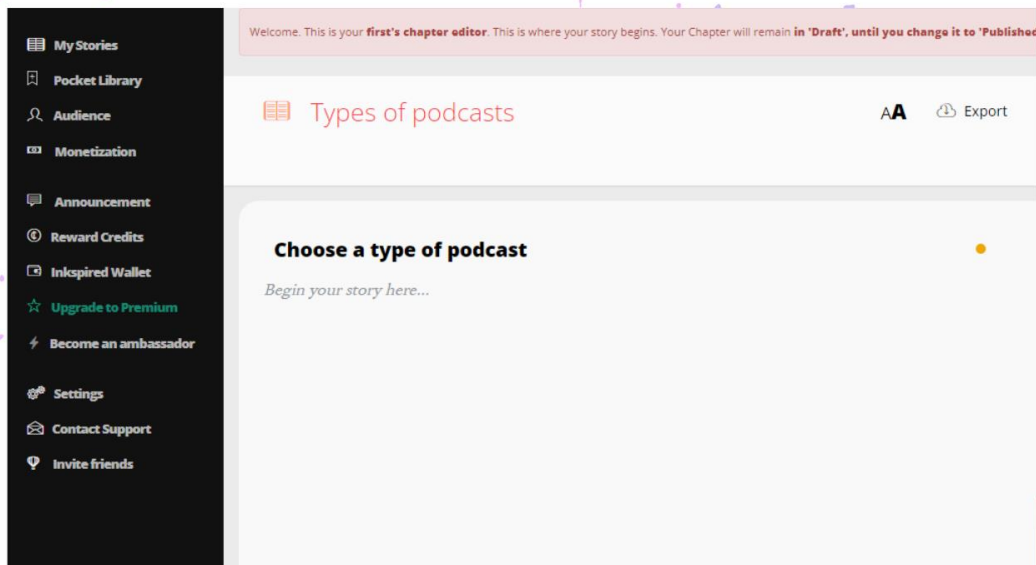 My Stories
Pocket Library
Audience
Monetization
Announcement
Reward Credits
Inkspired Wallet
Upgrade to Premium
Become an ambassador
Settings
Contact Support
Invite friends
Welcome. This is your first's chapter editor. This is where your story begins. Your Chapter will remain in 'Draft', until you change it to 'Published
Types of podcasts
AA Export
Choose a type of podcast
Begin your story here...